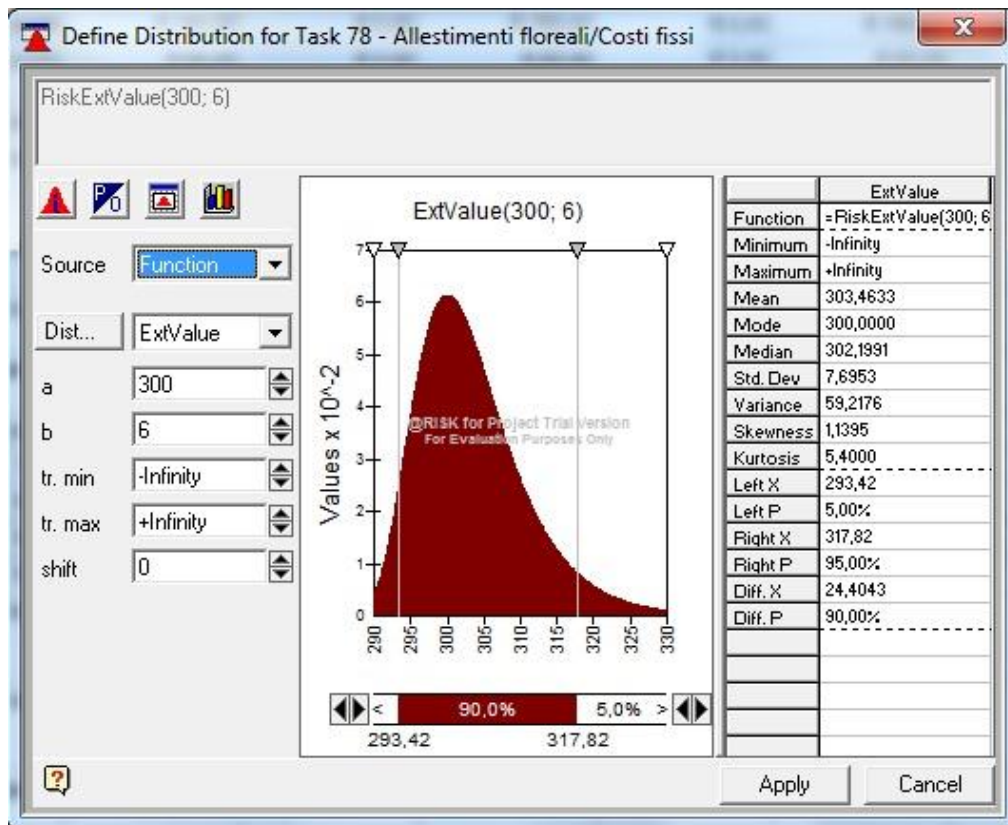 Define Distribution for Task 78 - Allestimenti floreali/Costi fissi
RiskExtValue(300; 6)
Source Function
Dist... ExtValue
a 300
b 6
tr. min -Infinity
tr. max +Infinity
shift 0
ExtValue(300; 6)
7
6
5
4
3
2
1
0
Values x 10^-2
@RISK for Project Trial Version
For Evaluation Purposes Only
290 295 300 305 310 315 320 325 330
< 90,0% 5,0% >
293,42 317,82
ExtValue
Function =RiskExtValue(300; 6
Minimum -Infinity
Maximum +Infinity
Mean 303,4633
Mode 300,0000
Median 302,1991
Std. Dev 7,6953
Variance 59,2176
Skewness 1,1395
Kurtosis 5,4000
Left X 293,42
Left P 5,00%
Right X 317,82
Right P 95,00%
Diff. X 24,4043
Diff. P 90,00%
Apply Cancel